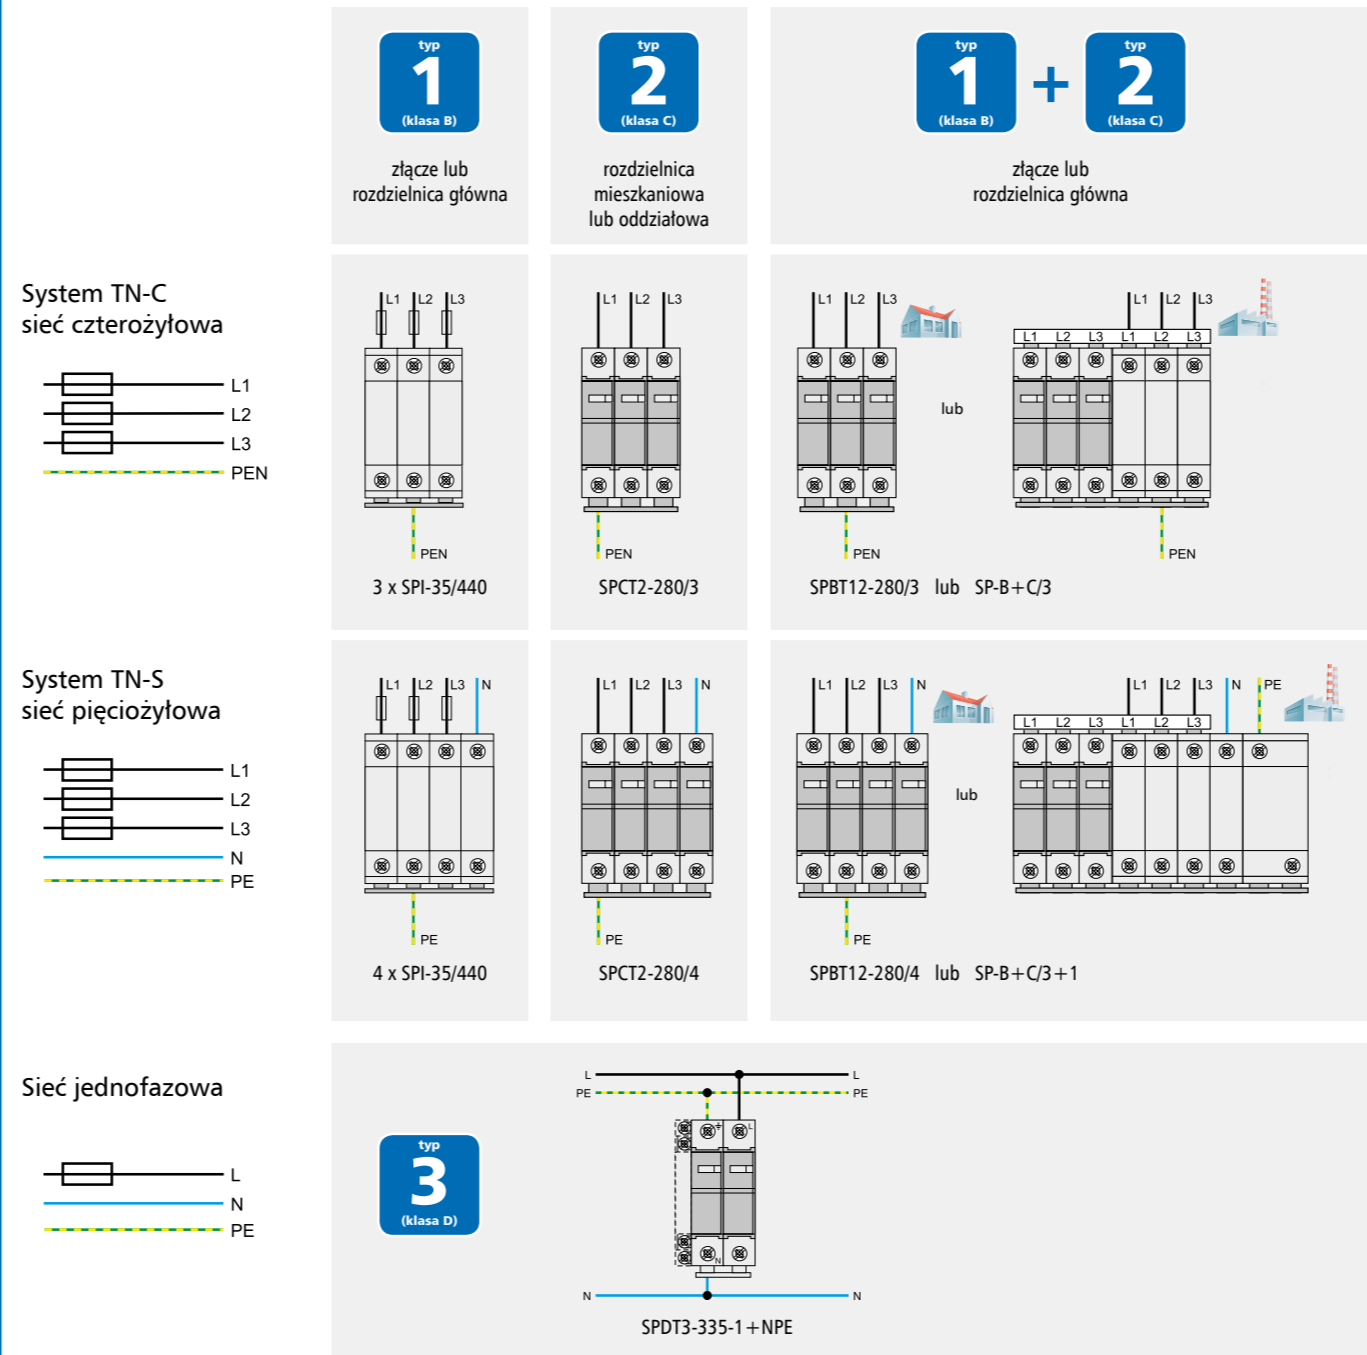 typ
1
(klasa B)
złącze lub
rozdzielnica główna
typ
2
(klasa C)
rozdzielnica
mieszkaniowa
lub oddziałowa
typ
1
(klasa B)
+
typ
2
(klasa C)
złącze lub
rozdzielnica główna
System TN-C
sieć czterożyłowa
L1
L2
L3
PEN
L1 L2 L3
PEN
3 x SPI-35/440
L1 L2 L3
PEN
SPCT2-280/3
L1 L2 L3
PEN
lub
L1 L2 L3
L1 L2 L3 L1 L2 L3
PEN
SPBT12-280/3 lub SP-B+C/3
System TN-S
sieć pięciożyłowa
L1
L2
L3
N
PE
L1 L2 L3 N
PE
4 x SPI-35/440
L1 L2 L3 N
PE
SPCT2-280/4
L1 L2 L3 N
PE
lub
L1 L2 L3 N PE
L1 L2 L3 L1 L2 L3
SPBT12-280/4 lub SP-B+C/3+1
Sieć jednofazowa
L
N
PE
typ
3
(klasa D)
L L
PE PE
L
N
N N
SPDT3-335-1+NPE